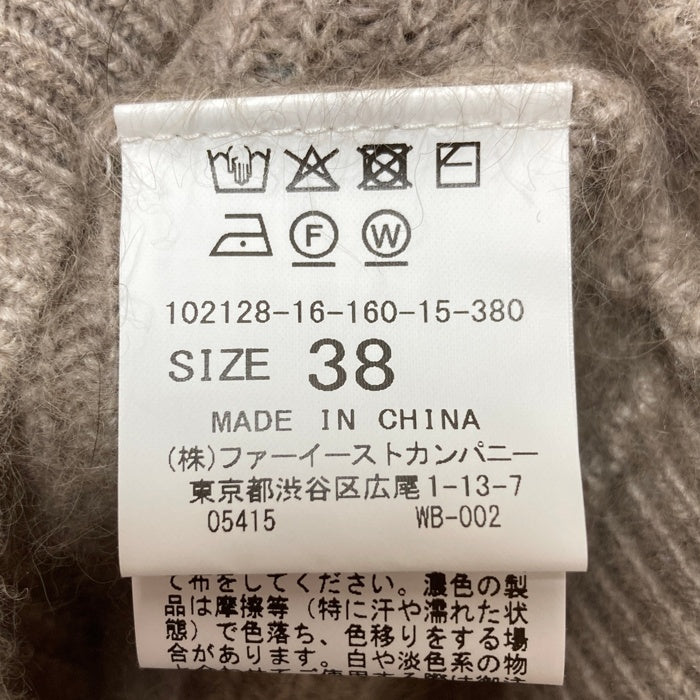 F W
102128-16-160-15-380
SIZE 38
MADE IN CHINA
(株)ファーイーストカンパニー
東京都渋谷区広尾1-13-7
05415 WB-002
て布をしてください。濃色の製
品は摩擦等(特に汗や濡れた状
態)で色落ち、色移りをする場
合があります。白や淡色系の物